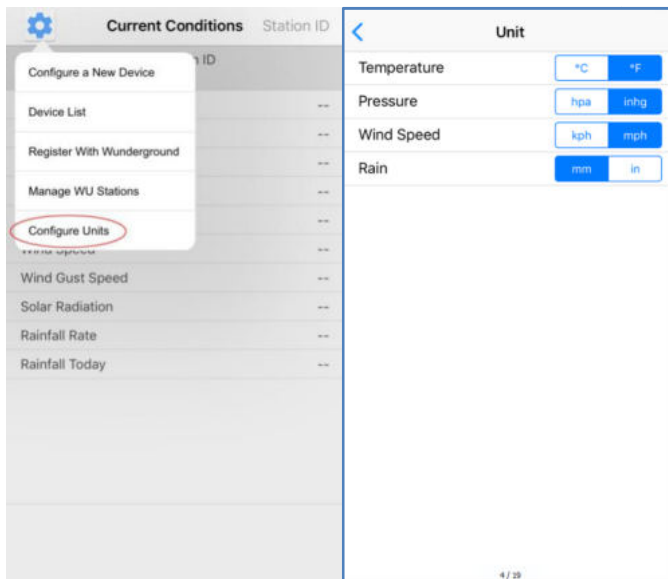 Current Conditions Station ID
n ID
Configure a New Device
Device List
Register With Wunderground
Manage WU Stations
Configure Units
Wind Speed
Wind Gust Speed
Solar Radiation
Rainfall Rate
Rainfall Today
--
--
--
--
--
--
--
--
--
--
Unit
Temperature °C °F
Pressure hpa inhg
Wind Speed kph mph
Rain mm in
4 / 19